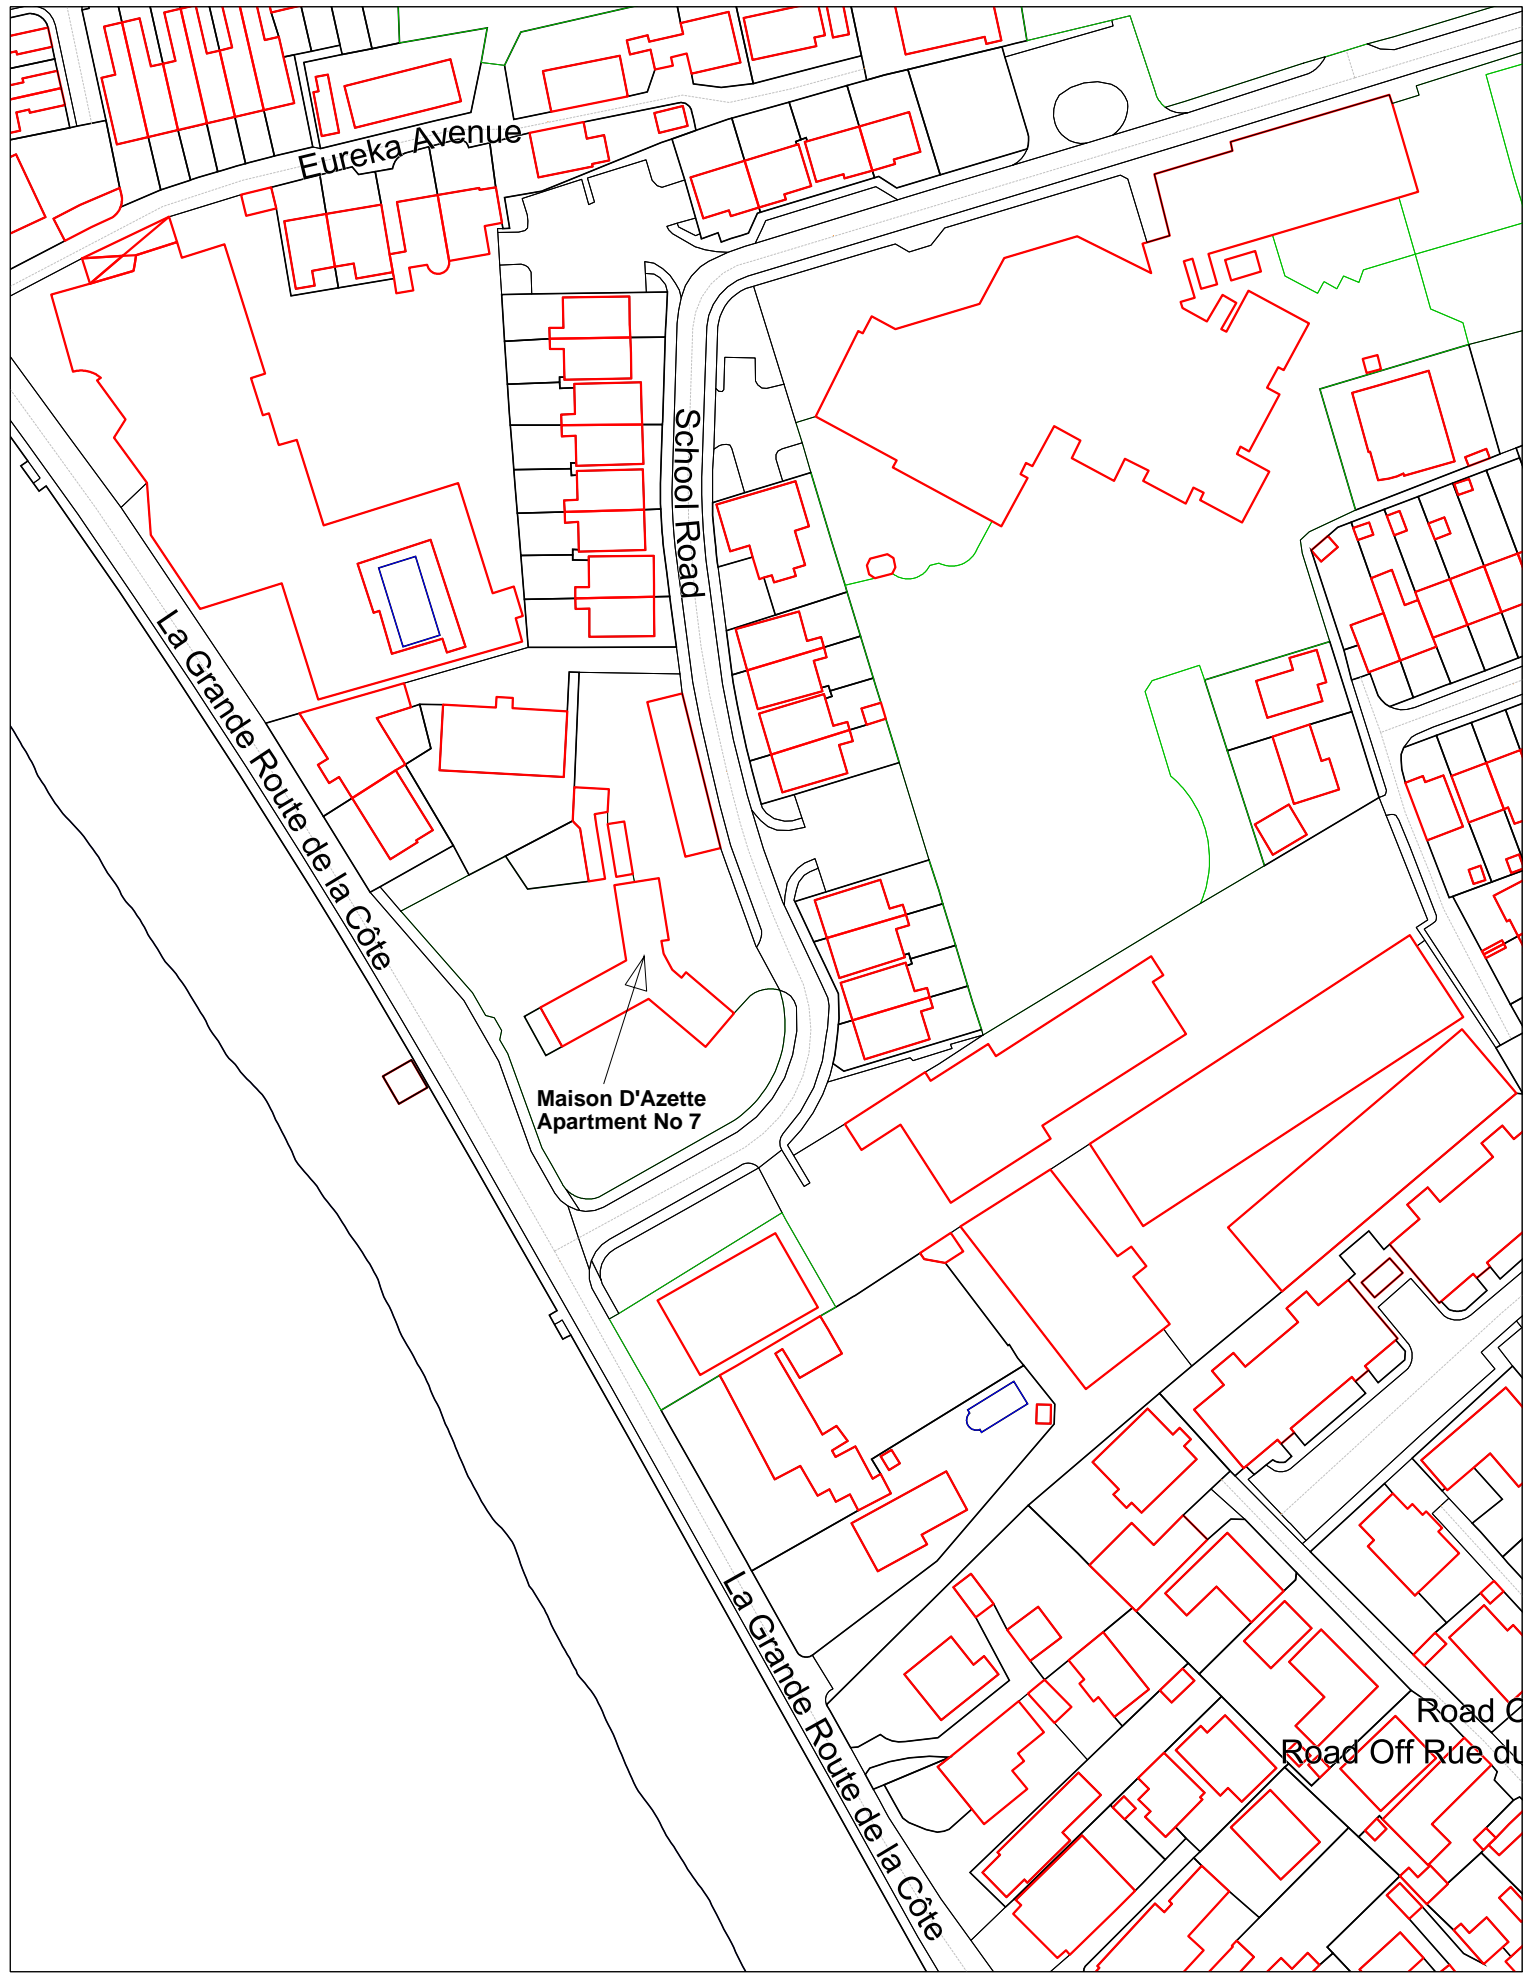 Eureka Avenue
School Road
La Grande Route de la Côte
Maison D'Azette
Apartment No 7
La Grande Route de la Côte
Road O
Road Off Rue du